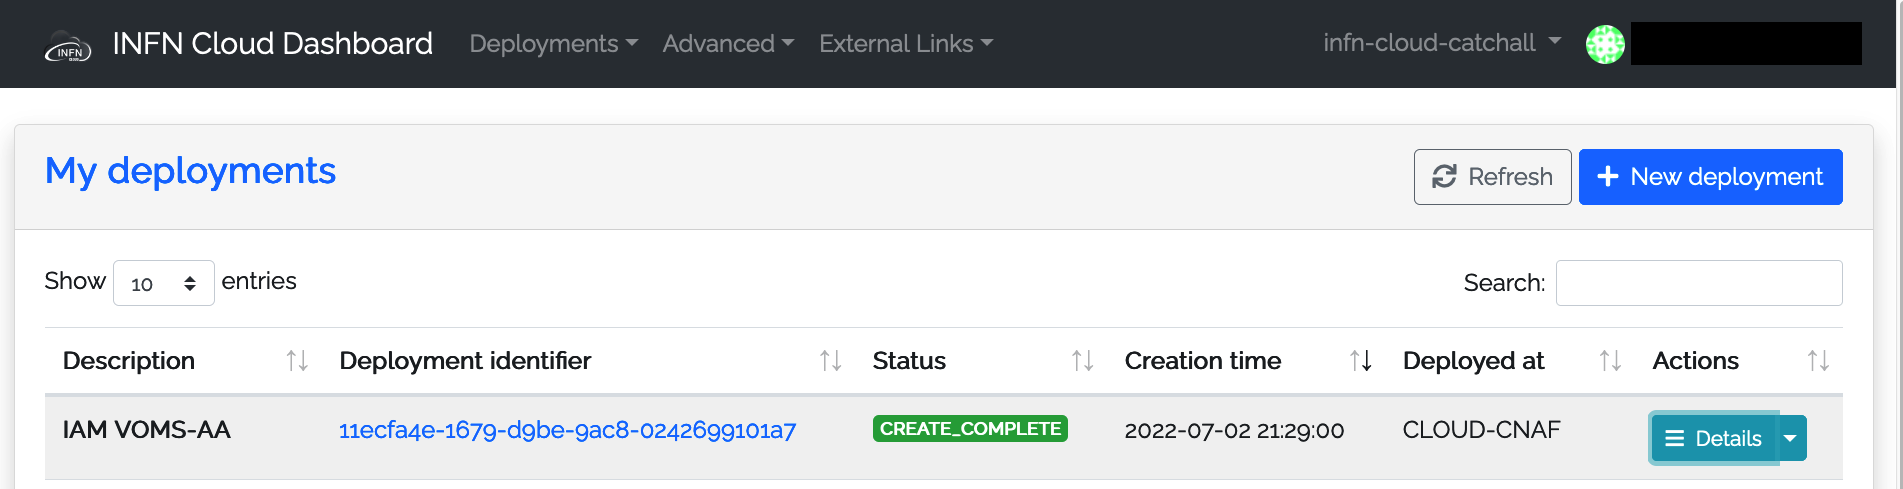 INFN INFN Cloud Dashboard Deployments Advanced External Links infn-cloud-catchall
My deployments Refresh New deployment
Show 10 entries Search:
Description Deployment identifier Status Creation time Deployed at Actions
IAM VOMS-AA 11ecfa4e-1679-d9be-9ac8-0242699101a7 CREATE_COMPLETE 2022-07-02 21:29:00 CLOUD-CNAF Details